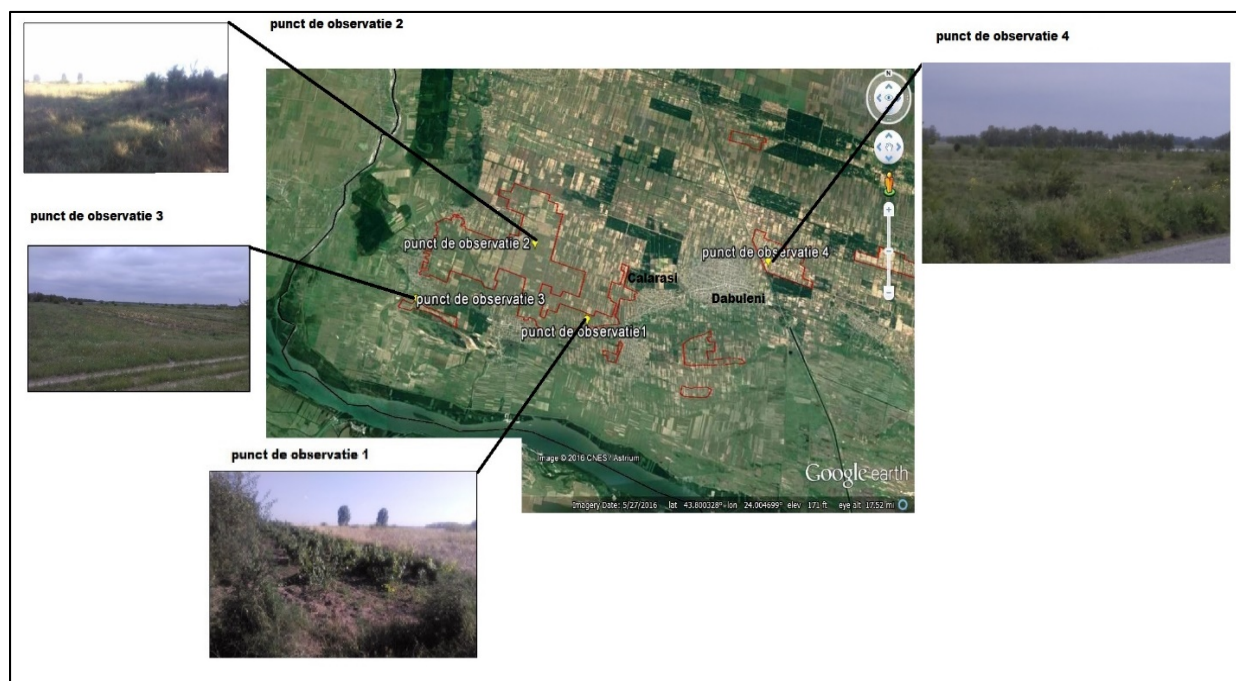 punct de observatie 2
punct de observatie 4
punct de observatie 3
punct de observatie 1
N
punct de observatie 2
punct de observatie 4
Calarasi
punct de observatie 3
Dabuleni
punct de observatie1
Image © 2016 CNES / Astrium
Google earth
Imagery Date: 5/27/2016 lat 43.800328° lon 24.004699° elev 171 ft eye alt 17.52 mi